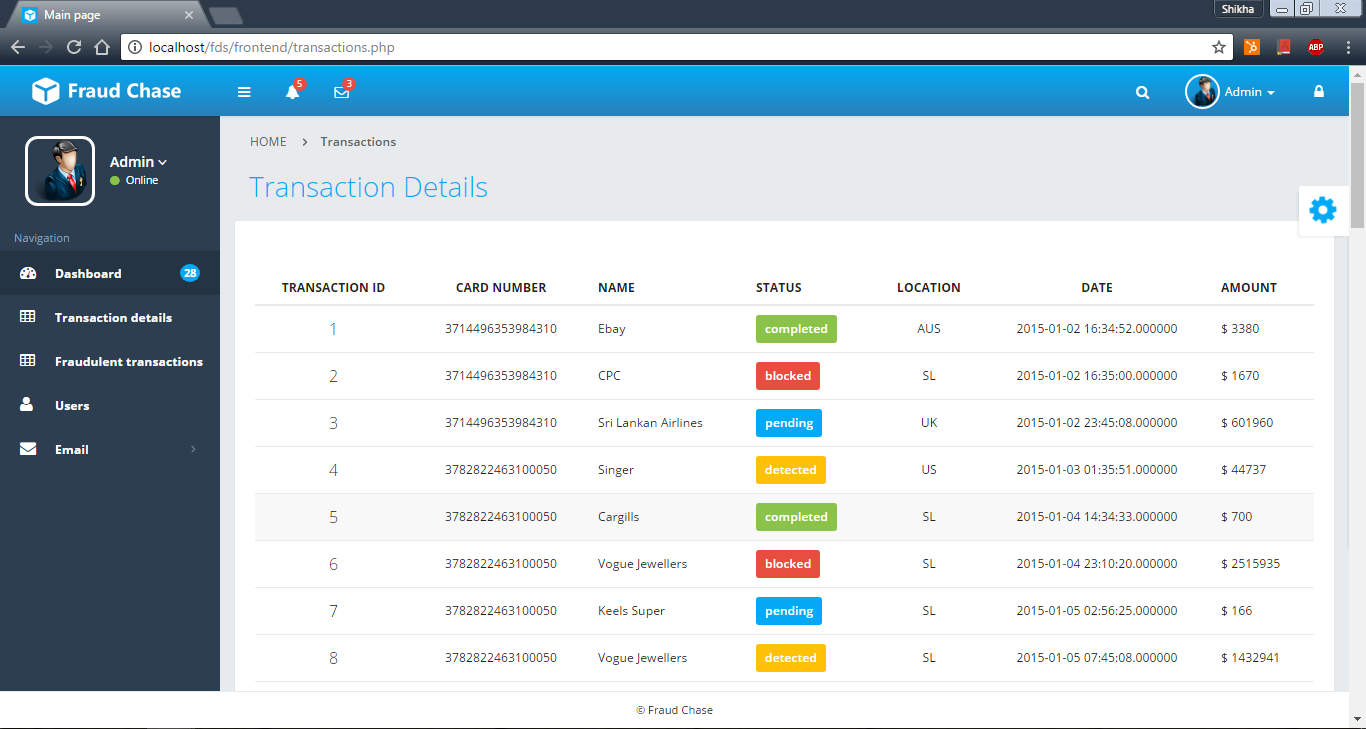 Main page
Shikha
localhost/fds/frontend/transactions.php
ABP
Fraud Chase
5
3
Admin
Admin
Online
HOME > Transactions
Transaction Details
Navigation
Dashboard 28
Transaction details
Fraudulent transactions
Users
Email
TRANSACTION ID CARD NUMBER NAME STATUS LOCATION DATE AMOUNT
1 3714496353984310 Ebay completed AUS 2015-01-02 16:34:52.000000 $ 3380
2 3714496353984310 CPC blocked SL 2015-01-02 16:35:00.000000 $ 1670
3 3714496353984310 Sri Lankan Airlines pending UK 2015-01-02 23:45:08.000000 $ 601960
4 3782822463100050 Singer detected US 2015-01-03 01:35:51.000000 $ 44737
5 3782822463100050 Cargills completed SL 2015-01-04 14:34:33.000000 $ 700
6 3782822463100050 Vogue Jewellers blocked SL 2015-01-04 23:10:20.000000 $ 2515935
7 3782822463100050 Keels Super pending SL 2015-01-05 02:56:25.000000 $ 166
8 3782822463100050 Vogue Jewellers detected SL 2015-01-05 07:45:08.000000 $ 1432941
© Fraud Chase